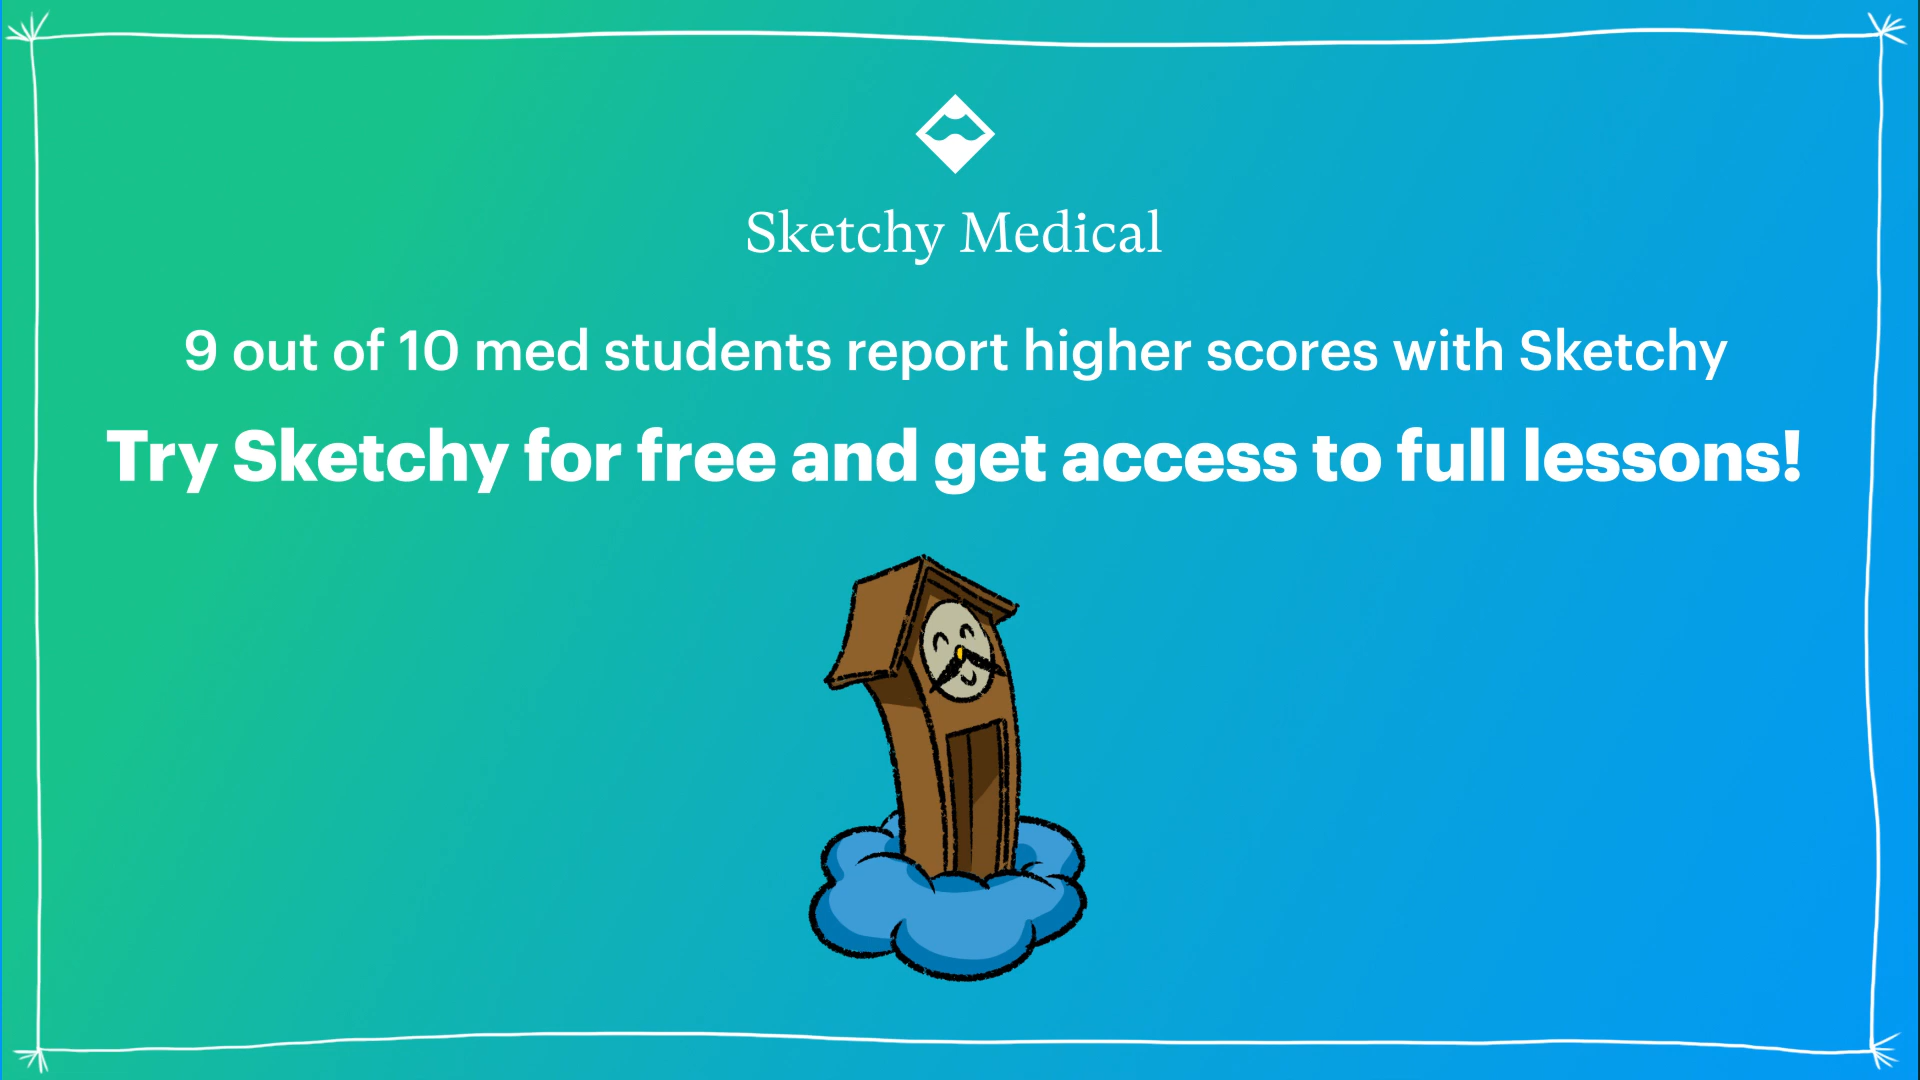 Sketchy Medical
9 out of 10 med students report higher scores with Sketchy
Try Sketchy for free and get access to full lessons!